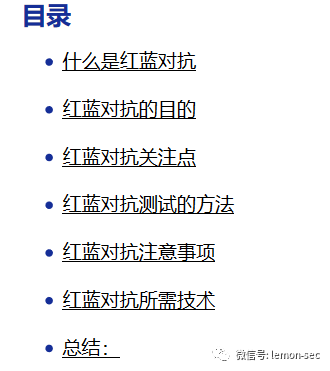 目录
什么是红蓝对抗
红蓝对抗的目的
红蓝对抗关注点
红蓝对抗测试的方法
红蓝对抗注意事项
红蓝对抗所需技术
总结：
微信号: lemon-sec